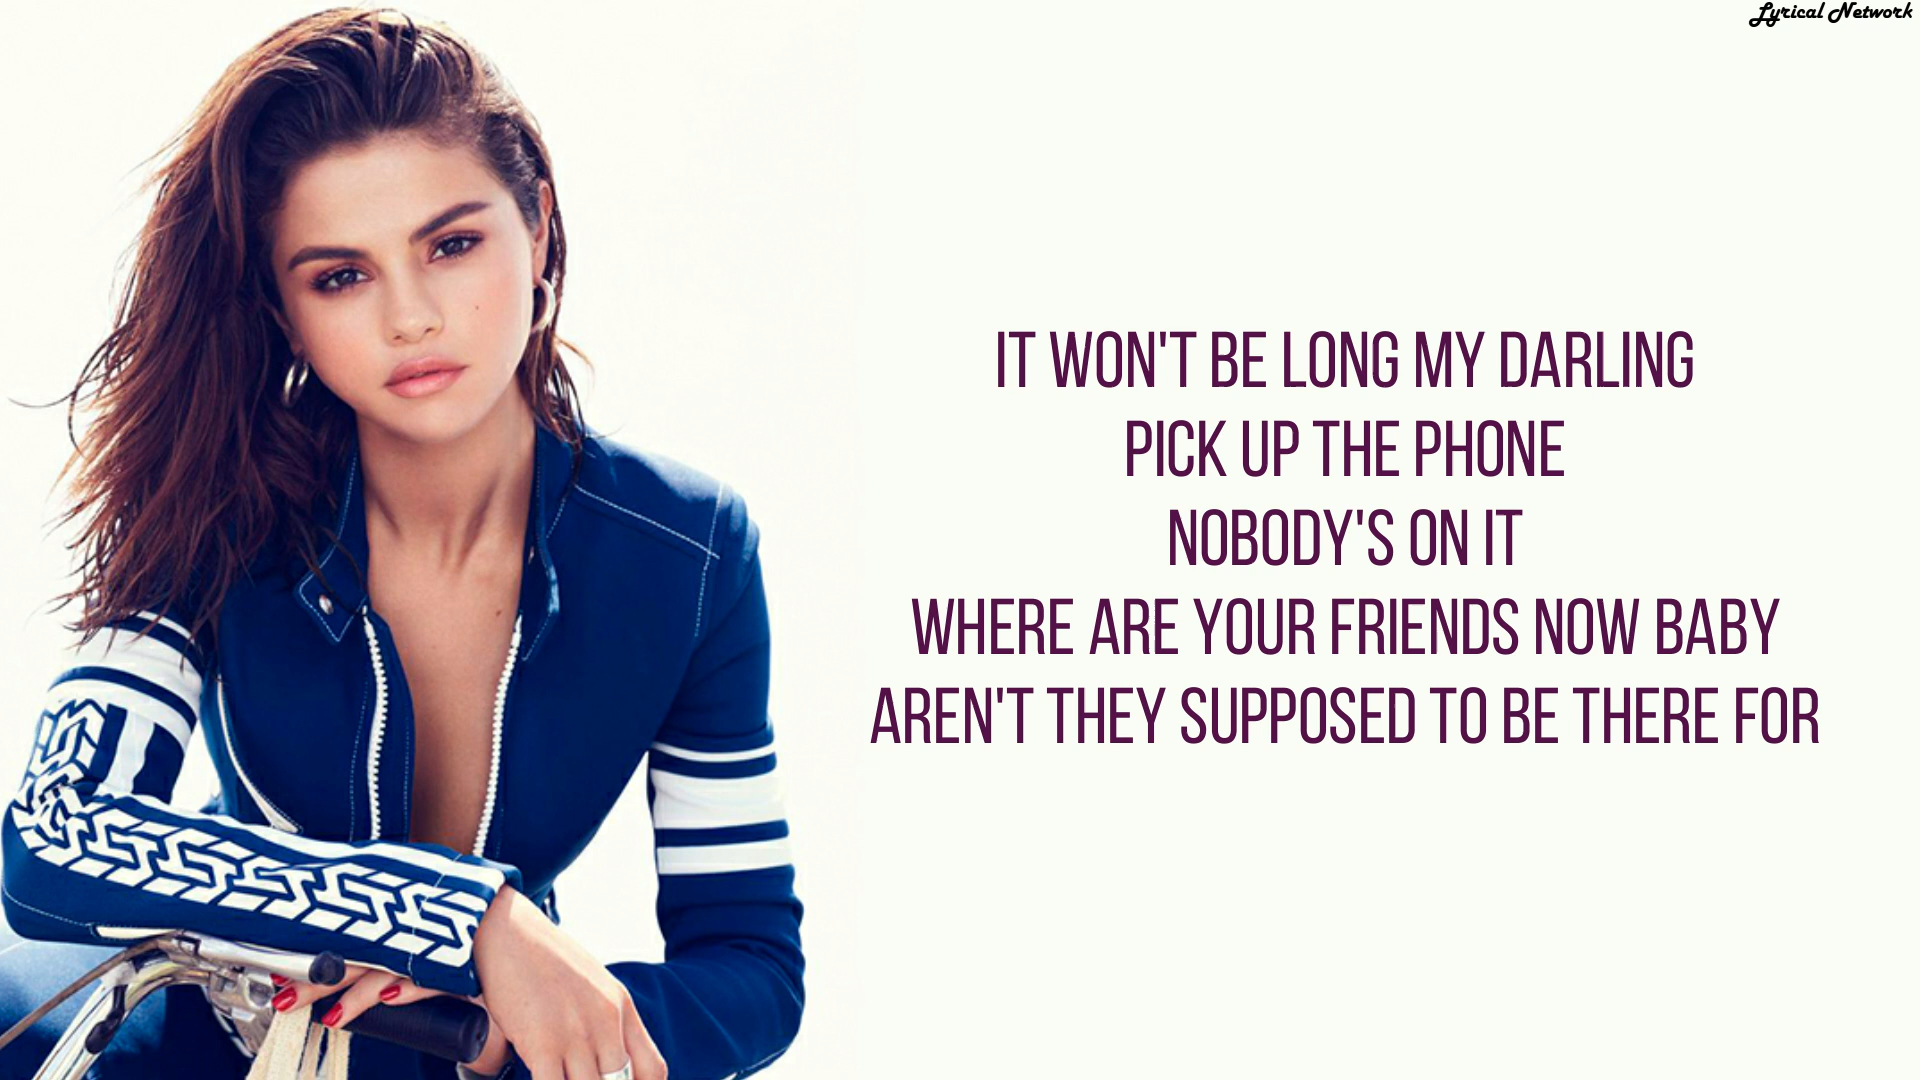 Lyrical Network
IT WON'T BE LONG MY DARLING
PICK UP THE PHONE
NOBODY'S ON IT
WHERE ARE YOUR FRIENDS NOW BABY
AREN'T THEY SUPPOSED TO BE THERE FOR